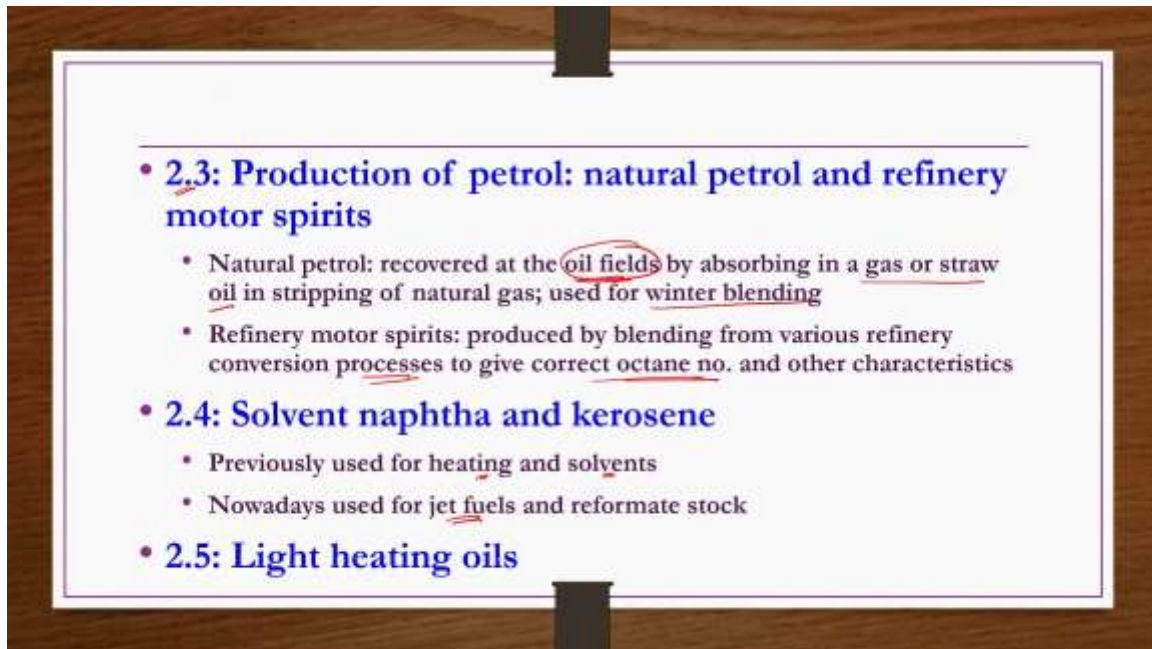 • 2.3: Production of petrol: natural petrol and refinery
motor spirits
• Natural petrol: recovered at the oil fields by absorbing in a gas or straw
oil in stripping of natural gas; used for winter blending
• Refinery motor spirits: produced by blending from various refinery
conversion processes to give correct octane no. and other characteristics
• 2.4: Solvent naphtha and kerosene
• Previously used for heating and solvents
• Nowadays used for jet fuels and reformate stock
• 2.5: Light heating oils